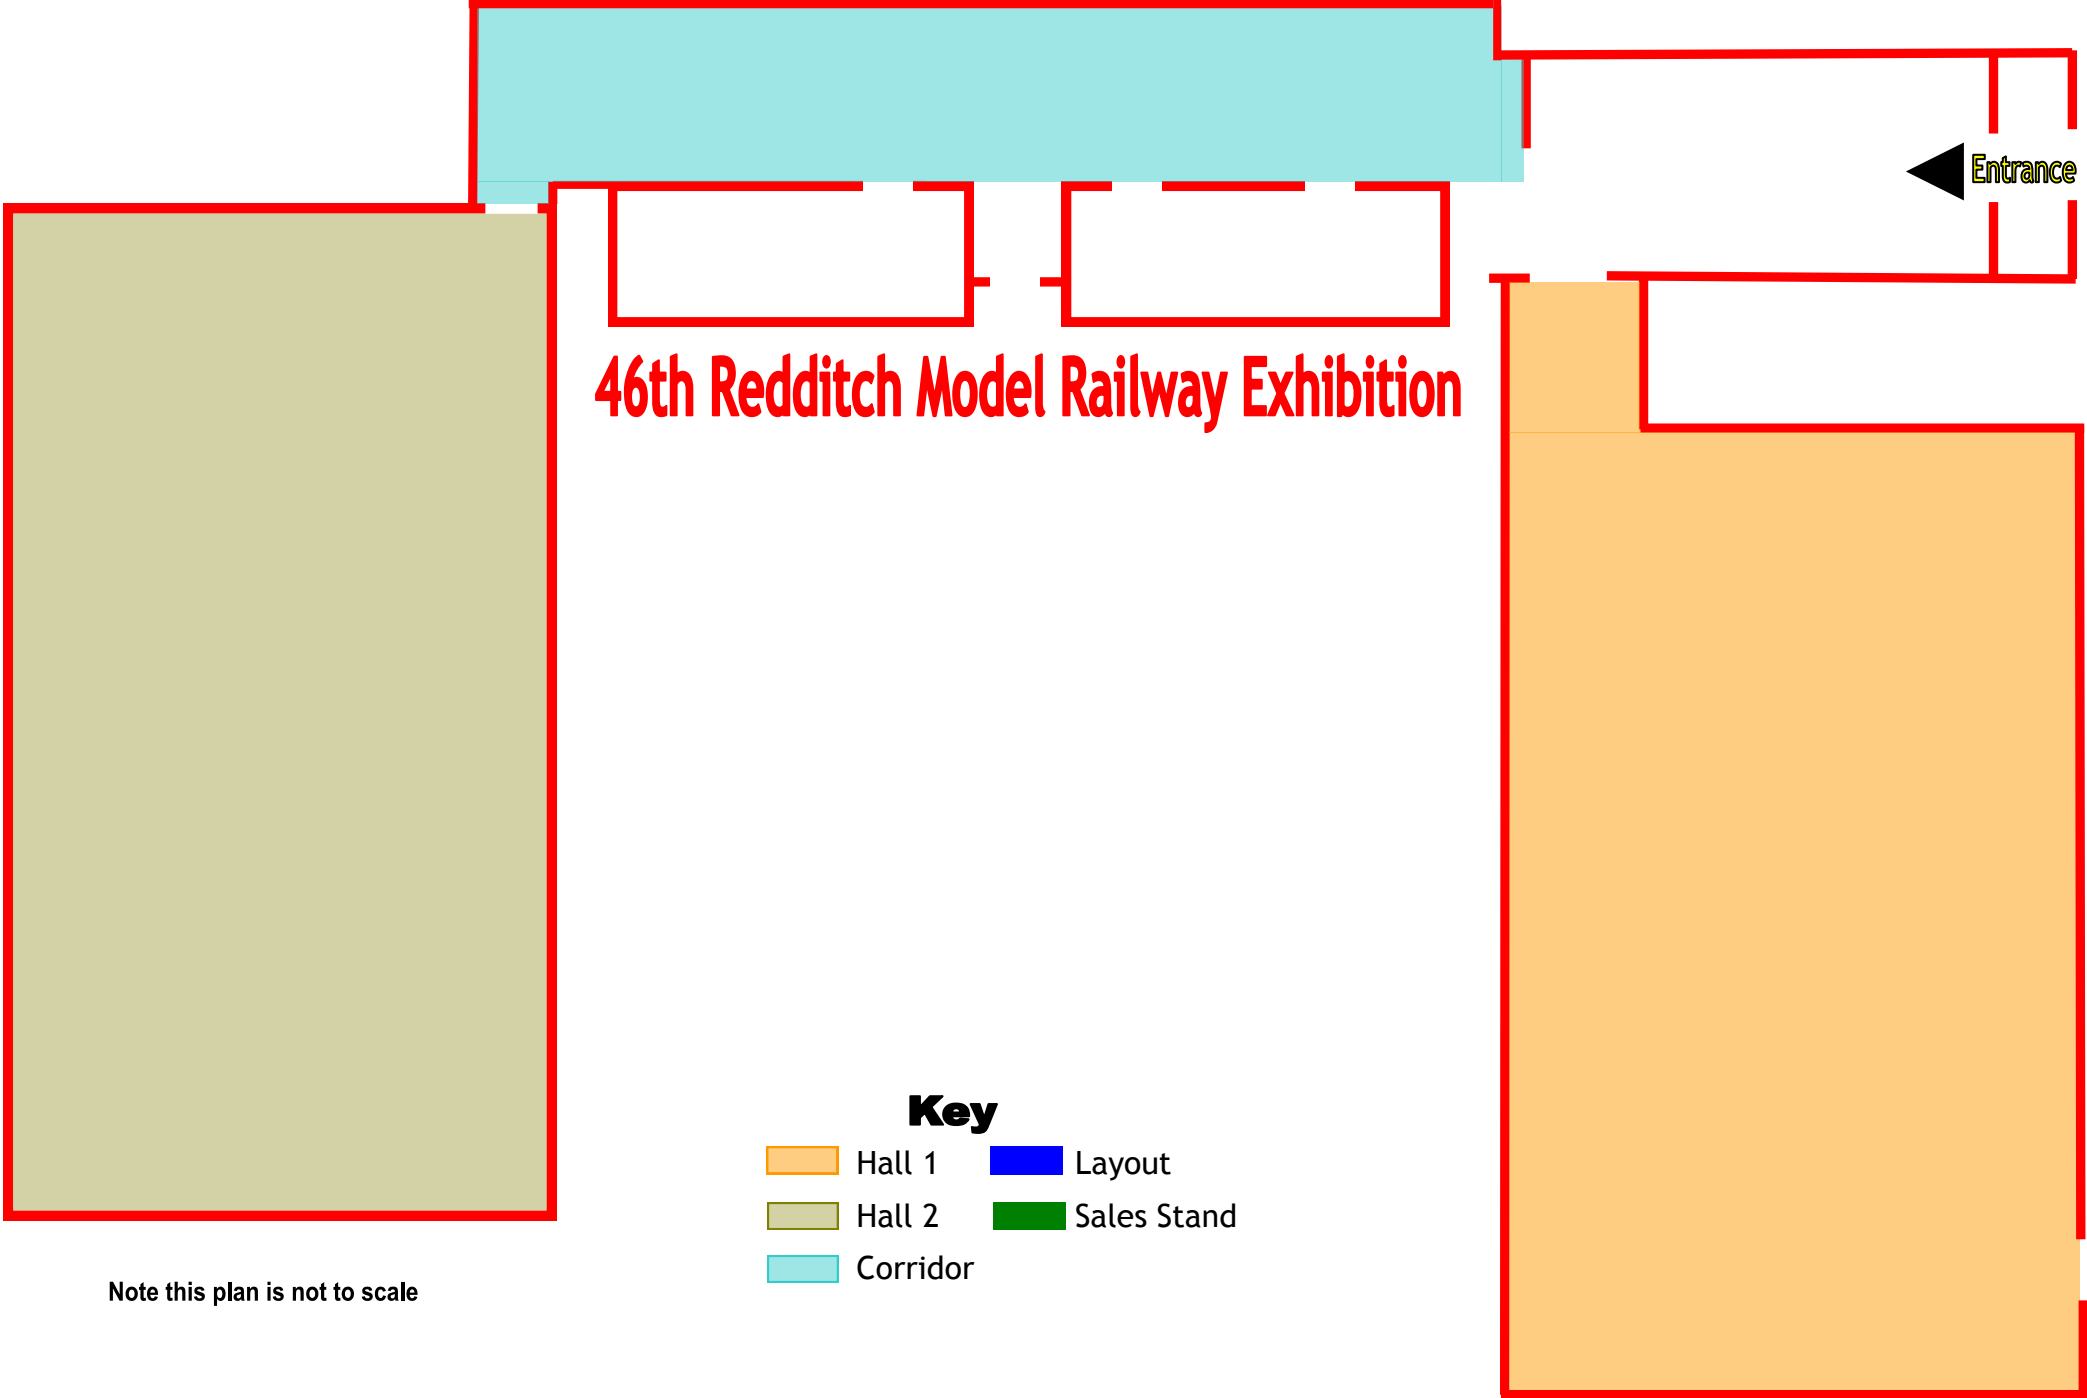 Entrance
46th Redditch Model Railway Exhibition
Key
Hall 1
Layout
Hall 2
Sales Stand
Corridor
Note this plan is not to scale